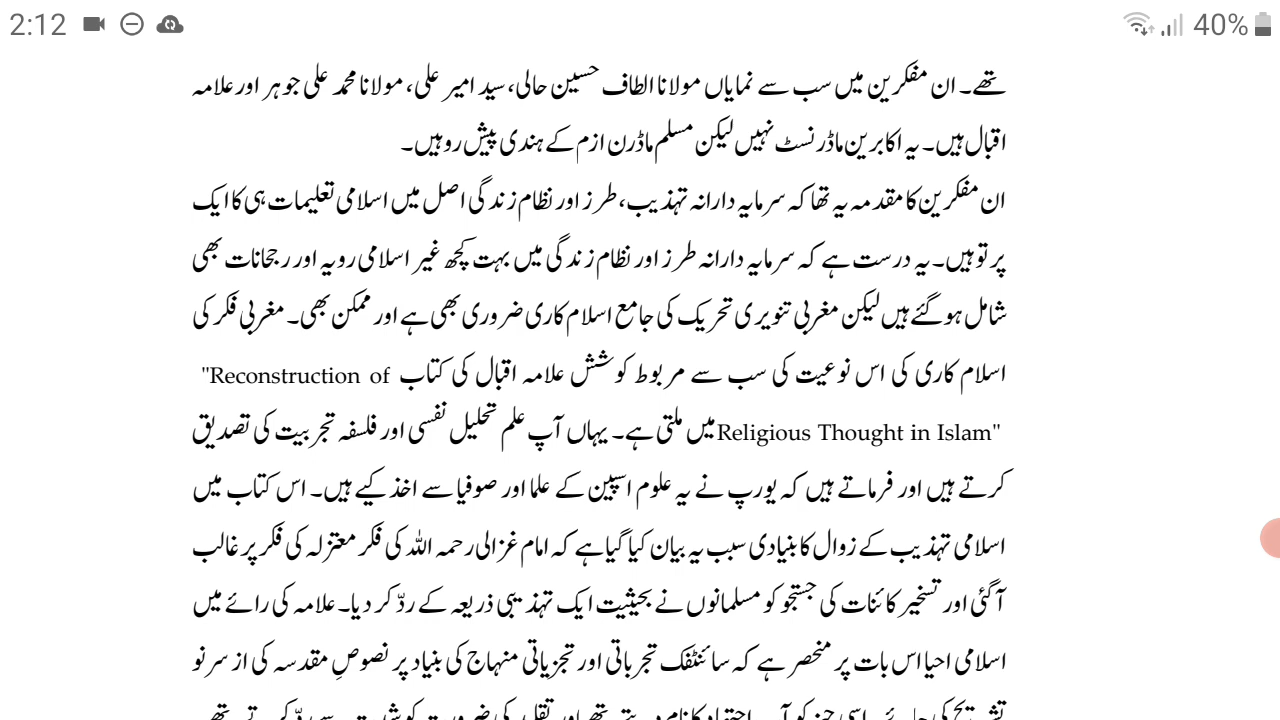 2:12 40%
تھے۔ ان مفکرین میں سب سے نمایاں مولانا الطاف حسین حالی، سید امیر علی، مولانا محمد علی جوہر اور علامہ
اقبال ہیں۔ یہ اکابرین ماڈرنسٹ نہیں لیکن مسلم ماڈرن ازم کے ہندی پیش رو ہیں۔
ان مفکرین کا مقدمہ یہ تھا کہ سرمایہ دارانہ تہذیب، طرز اور نظام زندگی اصل میں اسلامی تعلیمات ہی کا ایک
پرتو ہیں۔ یہ درست ہے کہ سرمایہ دارانہ طرز اور نظام زندگی میں بہت کچھ غیر اسلامی رویہ اور رجحانات بھی
شامل ہو گئے ہیں لیکن مغربی تنویری تحریک کی جامع اسلام کاری ضروری بھی ہے اور ممکن بھی۔ مغربی فکر کی
اسلام کاری کی اس نوعیت کی سب سے مربوط کوشش علامہ اقبال کی کتاب "Reconstruction of
Religious Thought in Islam" میں ملتی ہے۔ یہاں آپ علم تحلیل نفسی اور فلسفہ تجربیت کی تصدیق
کرتے ہیں اور فرماتے ہیں کہ یورپ نے یہ علوم اسپین کے علما اور صوفیا سے اخذ کیے ہیں۔ اس کتاب میں
اسلامی تہذیب کے زوال کا بنیادی سبب یہ بیان کیا گیا ہے کہ امام غزالی رحمہ اللہ کی فکر معتزلہ کی فکر پر غالب
آ گئی اور تسخیر کائنات کی جستجو کو مسلمانوں نے بحیثیت ایک تہذیبی ذریعہ کے ردّ کر دیا۔ علامہ کی رائے میں
اسلامی احیا اس بات پر منحصر ہے کہ سائنٹفک تجرباتی اور تجزیاتی منہاج کی بنیاد پر نصوصِ مقدسہ کی از سر نو